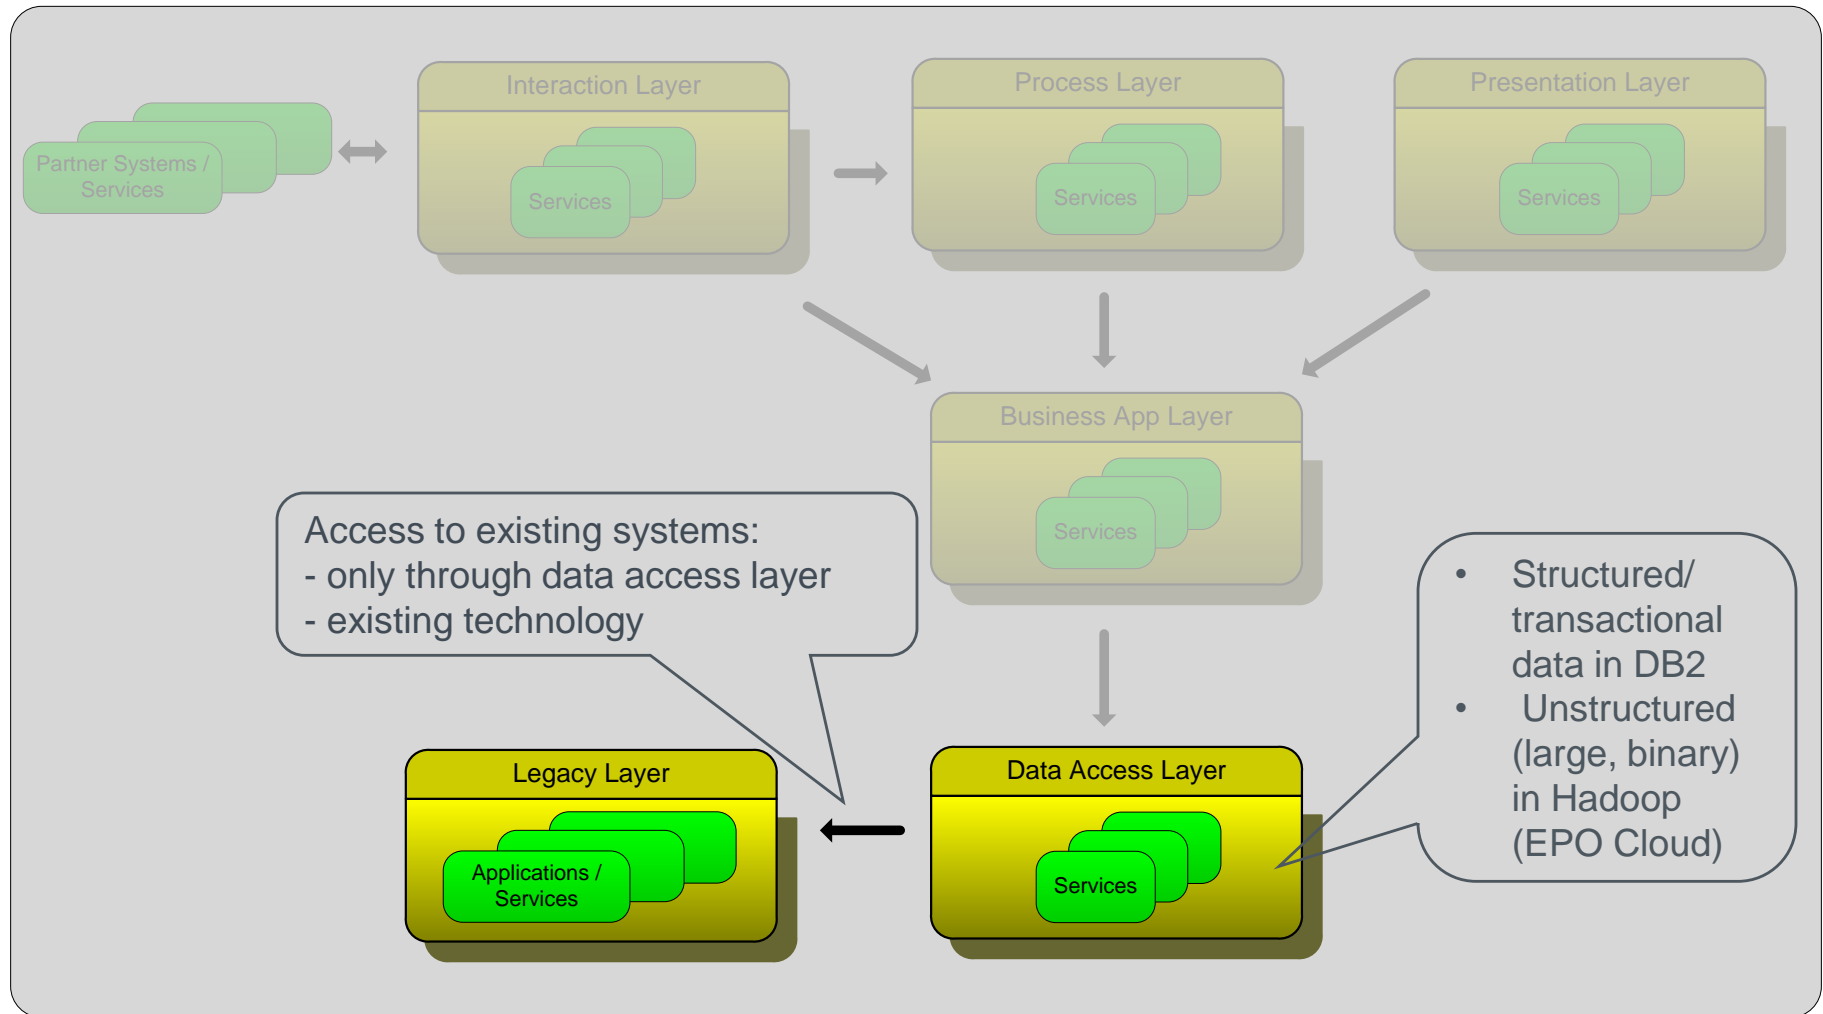 Interaction Layer
Process Layer
Presentation Layer
Partner Systems /
Services
Services
Services
Services
Business App Layer
Services
Access to existing systems:
- only through data access layer
- existing technology
• Structured/
transactional
data in DB2
• Unstructured
(large, binary)
in Hadoop
(EPO Cloud)
Legacy Layer
Applications /
Services
Data Access Layer
Services